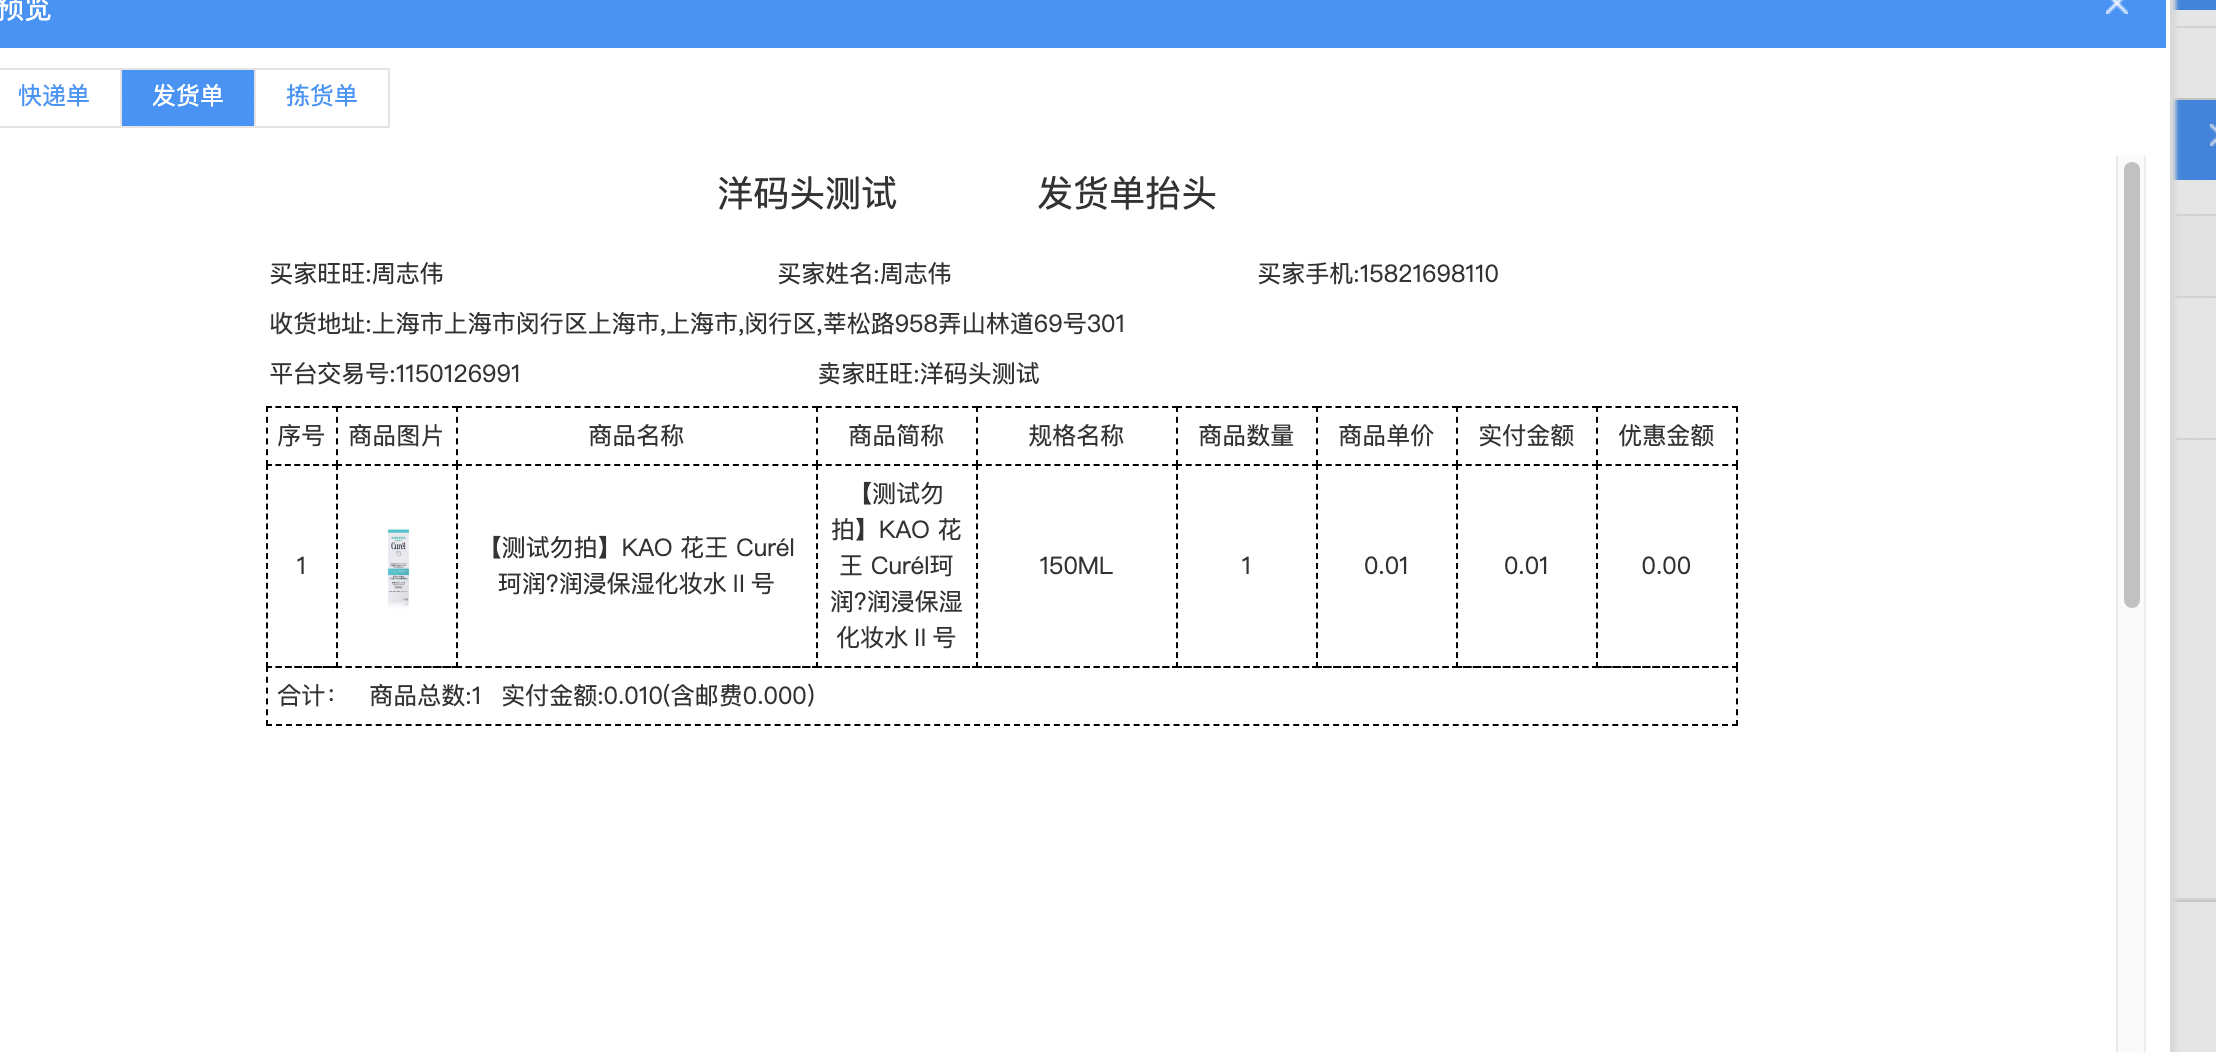 预览
快递单 发货单 拣货单
洋码头测试 发货单抬头
买家旺旺:周志伟 买家姓名:周志伟 买家手机:15821698110
收货地址:上海市上海市闵行区上海市,上海市,闵行区,莘松路958弄山林道69号301
平台交易号:1150126991 卖家旺旺:洋码头测试
序号 商品图片 商品名称 商品简称 规格名称 商品数量 商品单价 实付金额 优惠金额
1
Curél
【测试勿拍】KAO 花王 Curél
珂润?润浸保湿化妆水 II 号
【测试勿
拍】KAO 花
王 Curél珂
润?润浸保湿
化妆水 II 号
150ML 1 0.01 0.01 0.00
合计： 商品总数:1 实付金额:0.010(含邮费0.000)